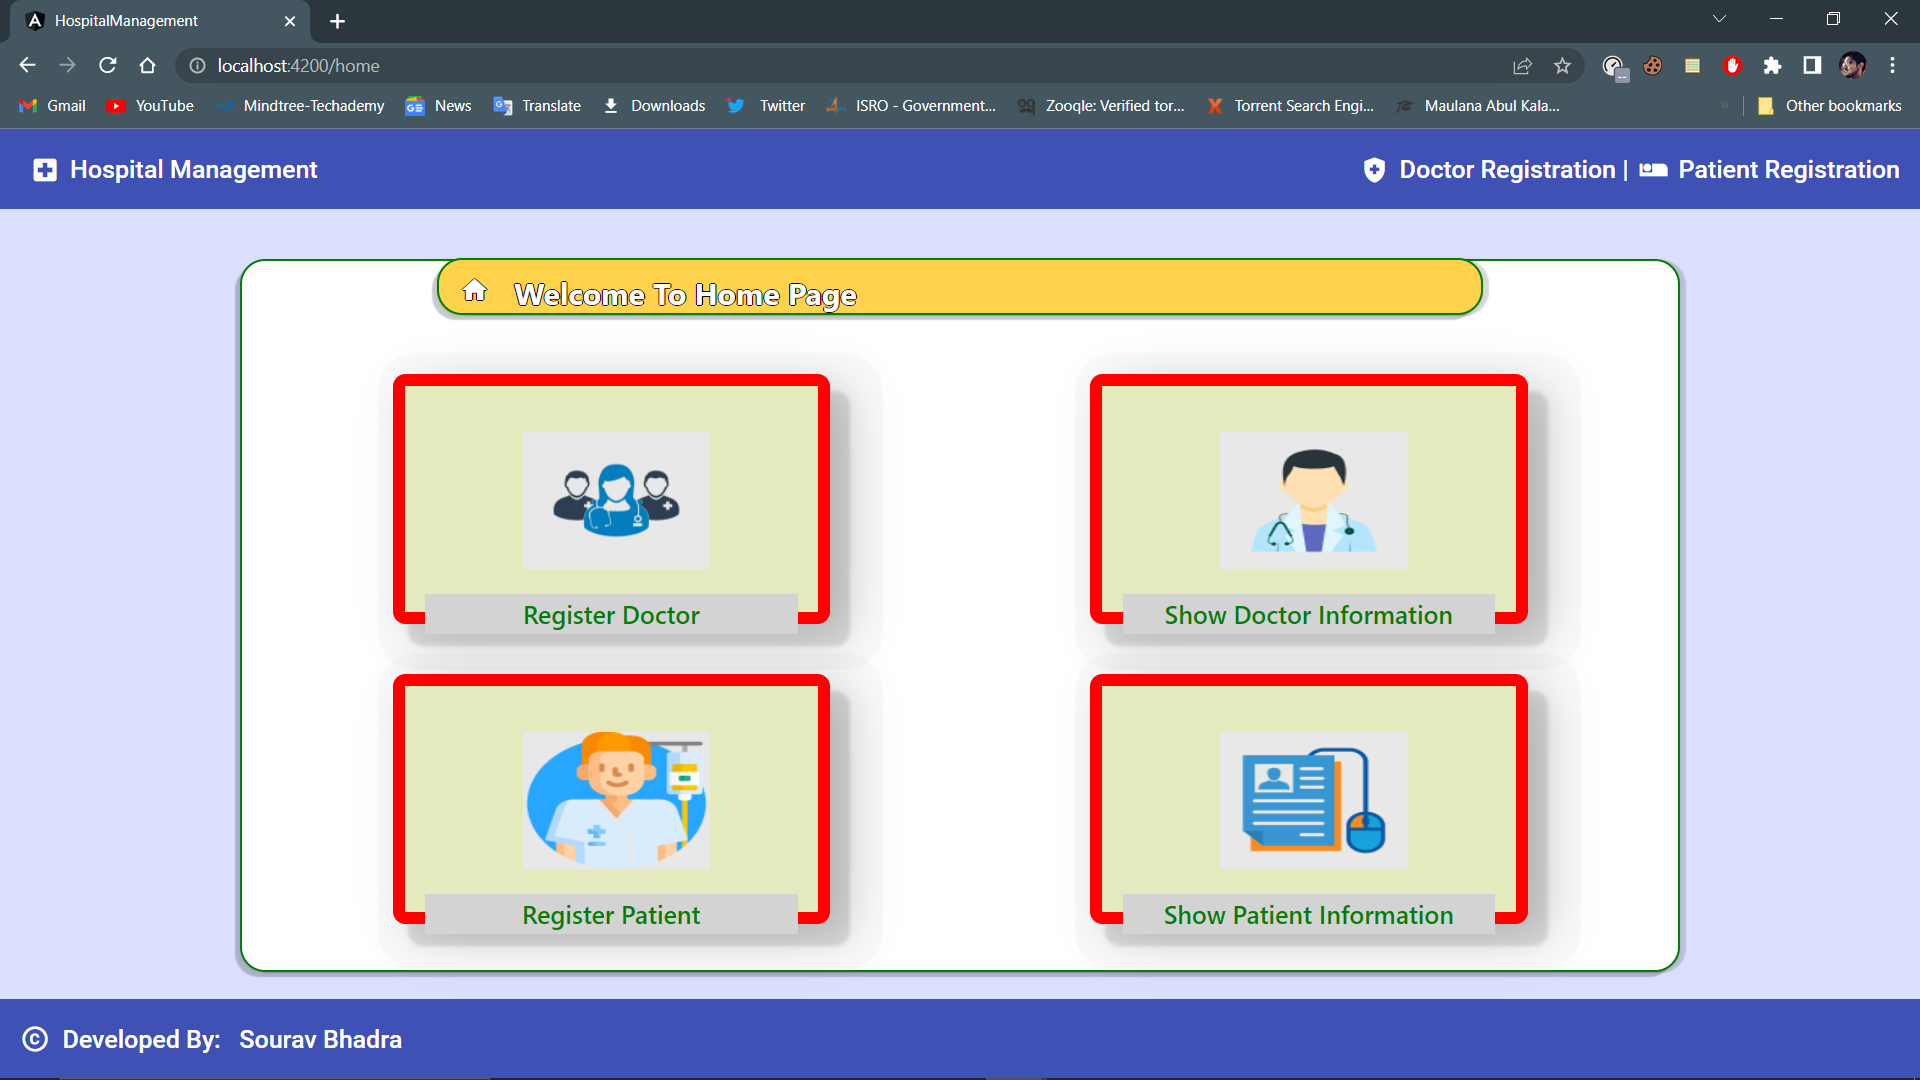 HospitalManagement
localhost:4200/home
Gmail YouTube Mindtree-Techademy News Translate Downloads Twitter ISRO - Government... Zooqle: Verified tor... Torrent Search Engi... Maulana Abul Kala... » Other bookmarks
Hospital Management Doctor Registration | Patient Registration
Welcome To Home Page
Register Doctor Show Doctor Information
Register Patient Show Patient Information
© Developed By: Sourav Bhadra